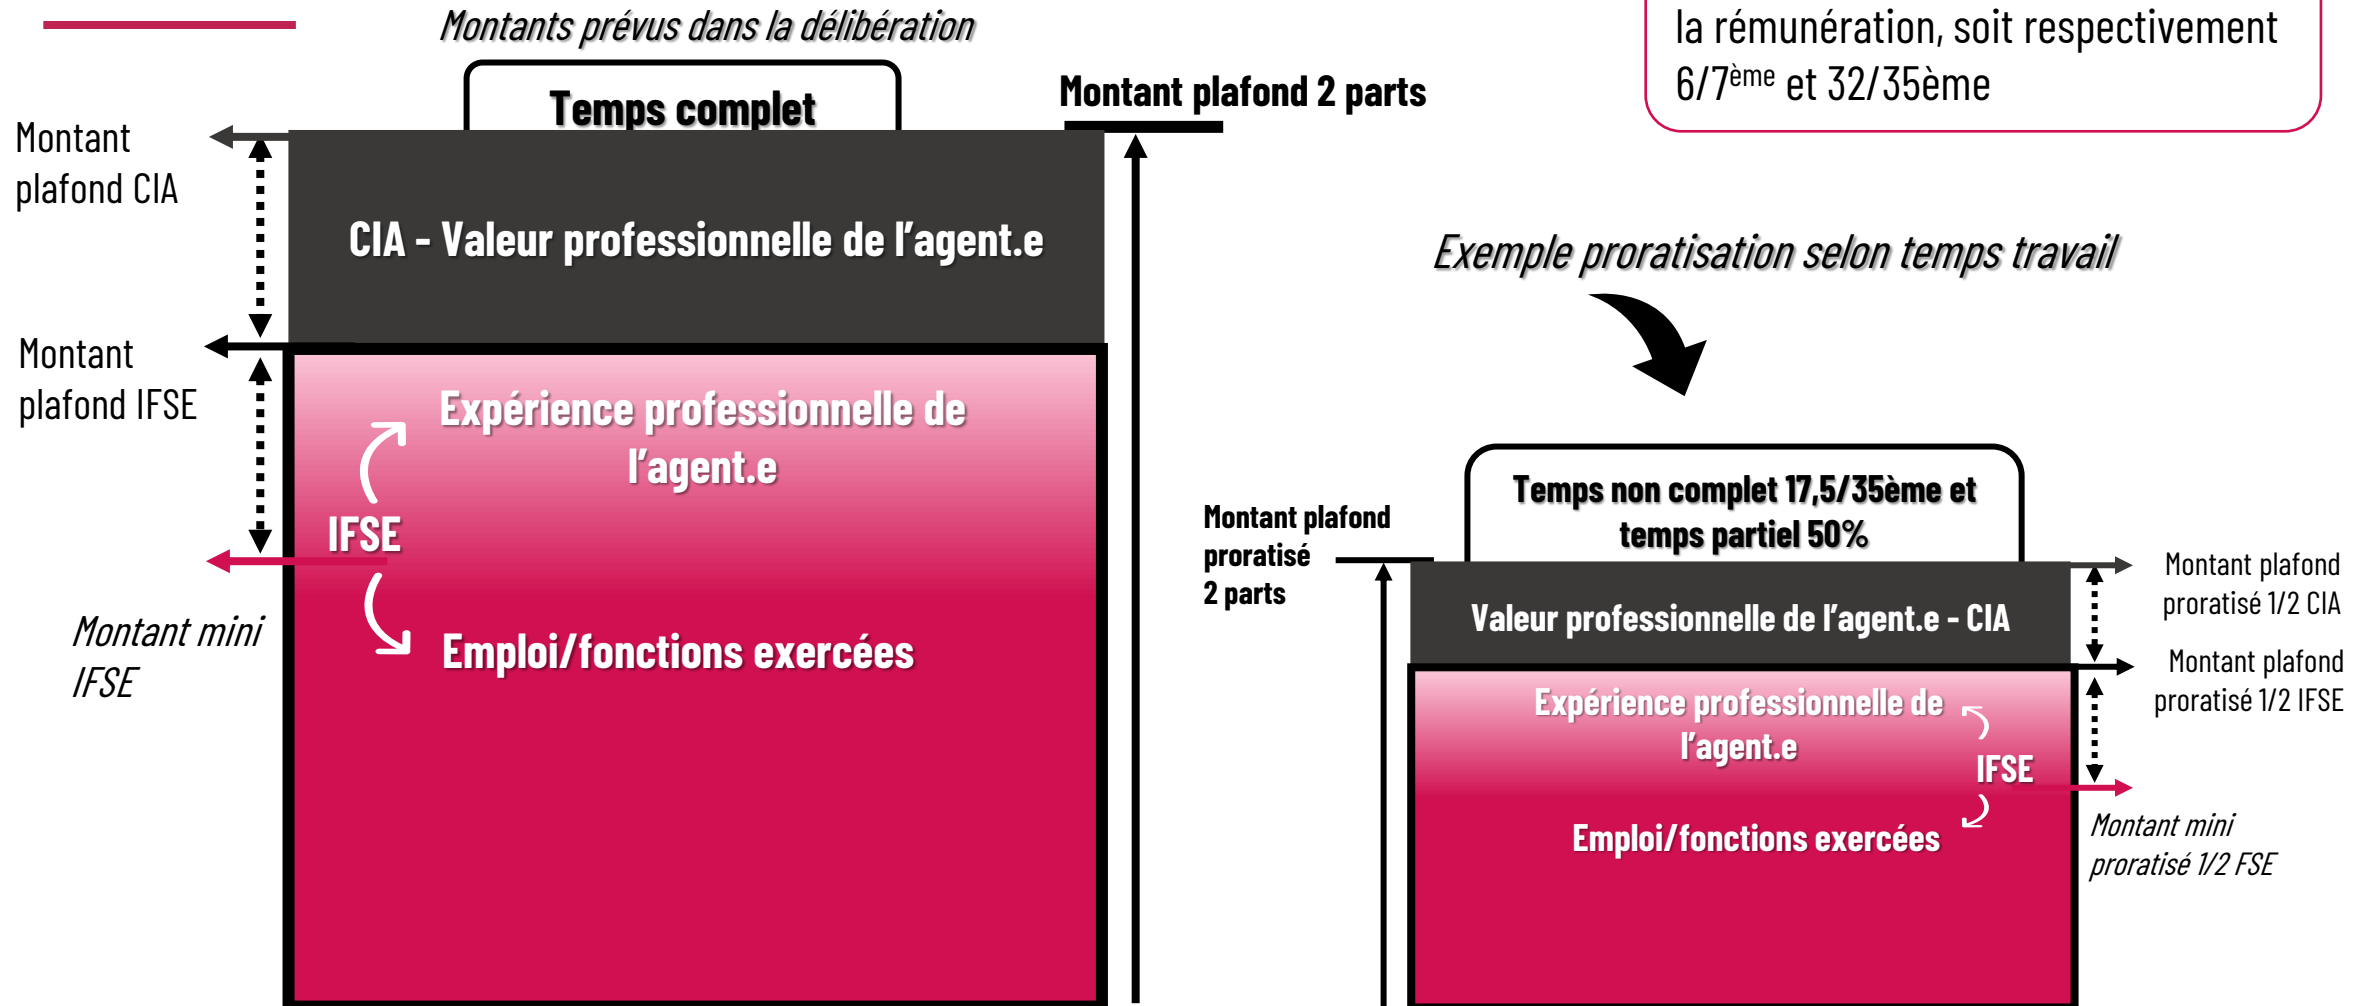 Montants prévus dans la délibération
la rémunération, soit respectivement
6/7ème et 32/35ème
Temps complet
Montant plafond 2 parts
Montant
plafond CIA
CIA - Valeur professionnelle de l'agent.e
Exemple proratisation selon temps travail
Montant
plafond IFSE
Expérience professionnelle de
l'agent.e
IFSE
Emploi/fonctions exercées
Montant mini
IFSE
Temps non complet 17,5/35ème et
temps partiel 50%
Montant plafond
proratisé
2 parts
Valeur professionnelle de l'agent.e - CIA
Montant plafond
proratisé 1/2 CIA
Montant plafond
proratisé 1/2 IFSE
Expérience professionnelle de
l'agent.e
IFSE
Emploi/fonctions exercées
Montant mini
proratisé 1/2 FSE